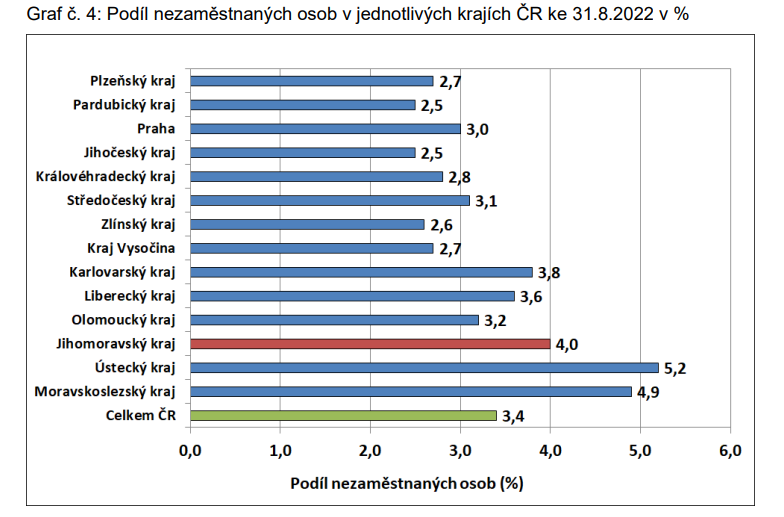 Graf č. 4: Podíl nezaměstnaných osob v jednotlivých krajích ČR ke 31.8.2022 v %
Plzeňský kraj 2,7
Pardubický kraj 2,5
Praha 3,0
Jihočeský kraj 2,5
Královéhradecký kraj 2,8
Středočeský kraj 3,1
Zlínský kraj 2,6
Kraj Vysočina 2,7
Karlovarský kraj 3,8
Liberecký kraj 3,6
Olomoucký kraj 3,2
Jihomoravský kraj 4,0
Ústecký kraj 5,2
Moravskoslezský kraj 4,9
Celkem ČR 3,4
0,0 1,0 2,0 3,0 4,0 5,0 6,0
Podíl nezaměstnaných osob (%)